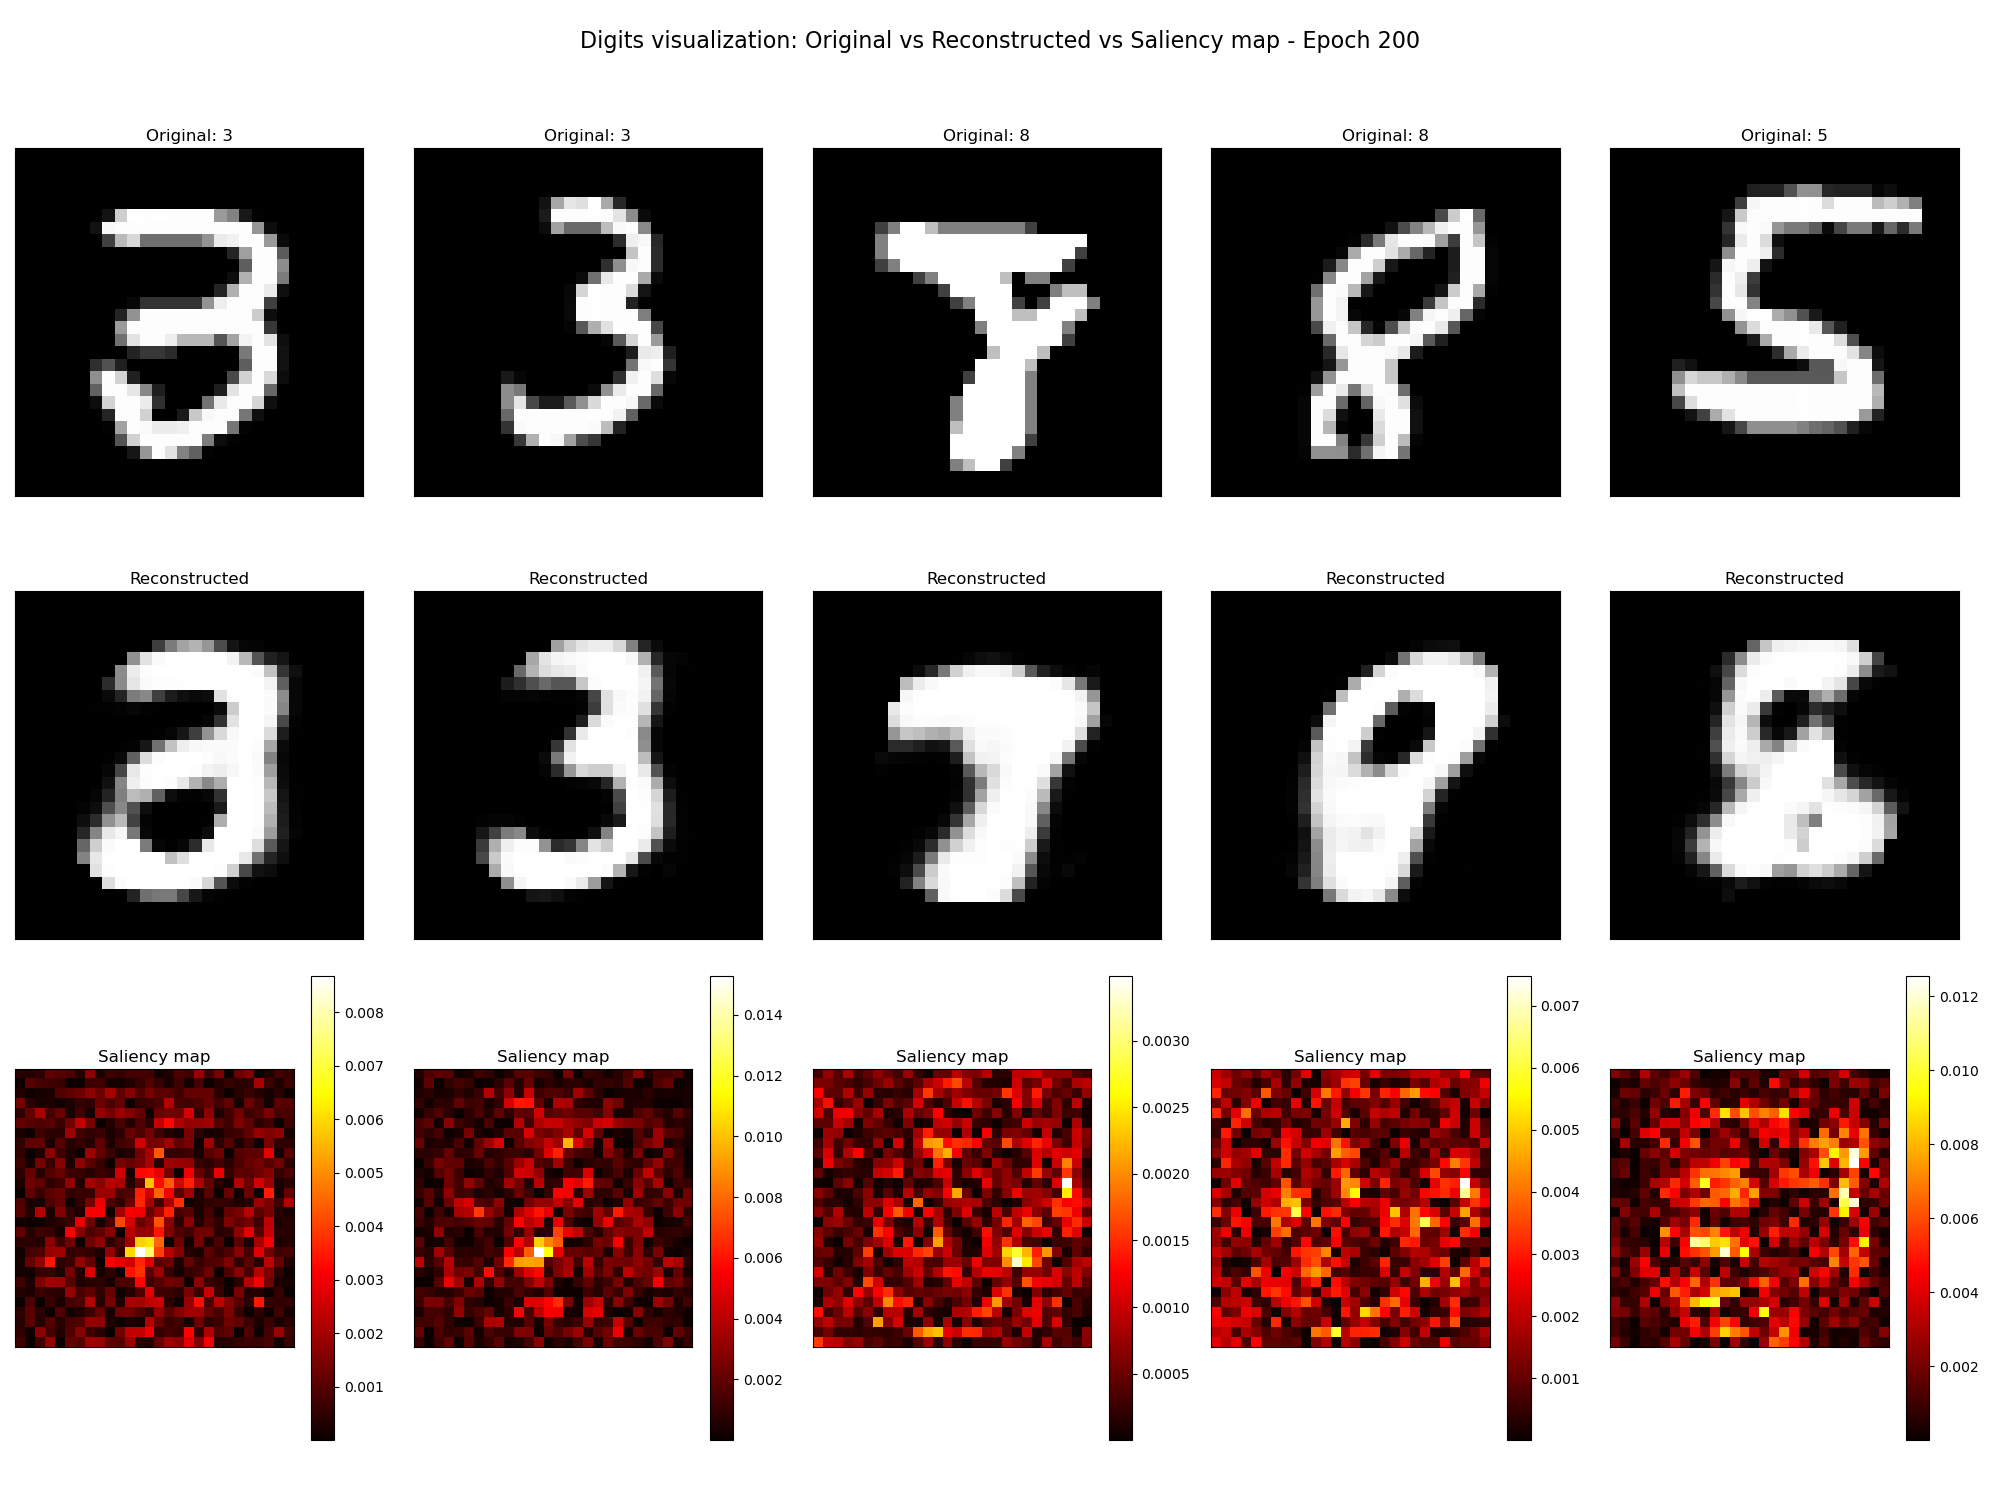 Digits visualization: Original vs Reconstructed vs Saliency map - Epoch 200
Original: 3
Original: 3
Original: 8
Original: 8
Original: 5
Reconstructed
Reconstructed
Reconstructed
Reconstructed
Reconstructed
Saliency map
0.008
0.007
0.006
0.005
0.004
0.003
0.002
0.001
Saliency map
0.014
0.012
0.010
0.008
0.006
0.004
0.002
Saliency map
0.0030
0.0025
0.0020
0.0015
0.0010
0.0005
Saliency map
0.007
0.006
0.005
0.004
0.003
0.002
0.001
Saliency map
0.012
0.010
0.008
0.006
0.004
0.002